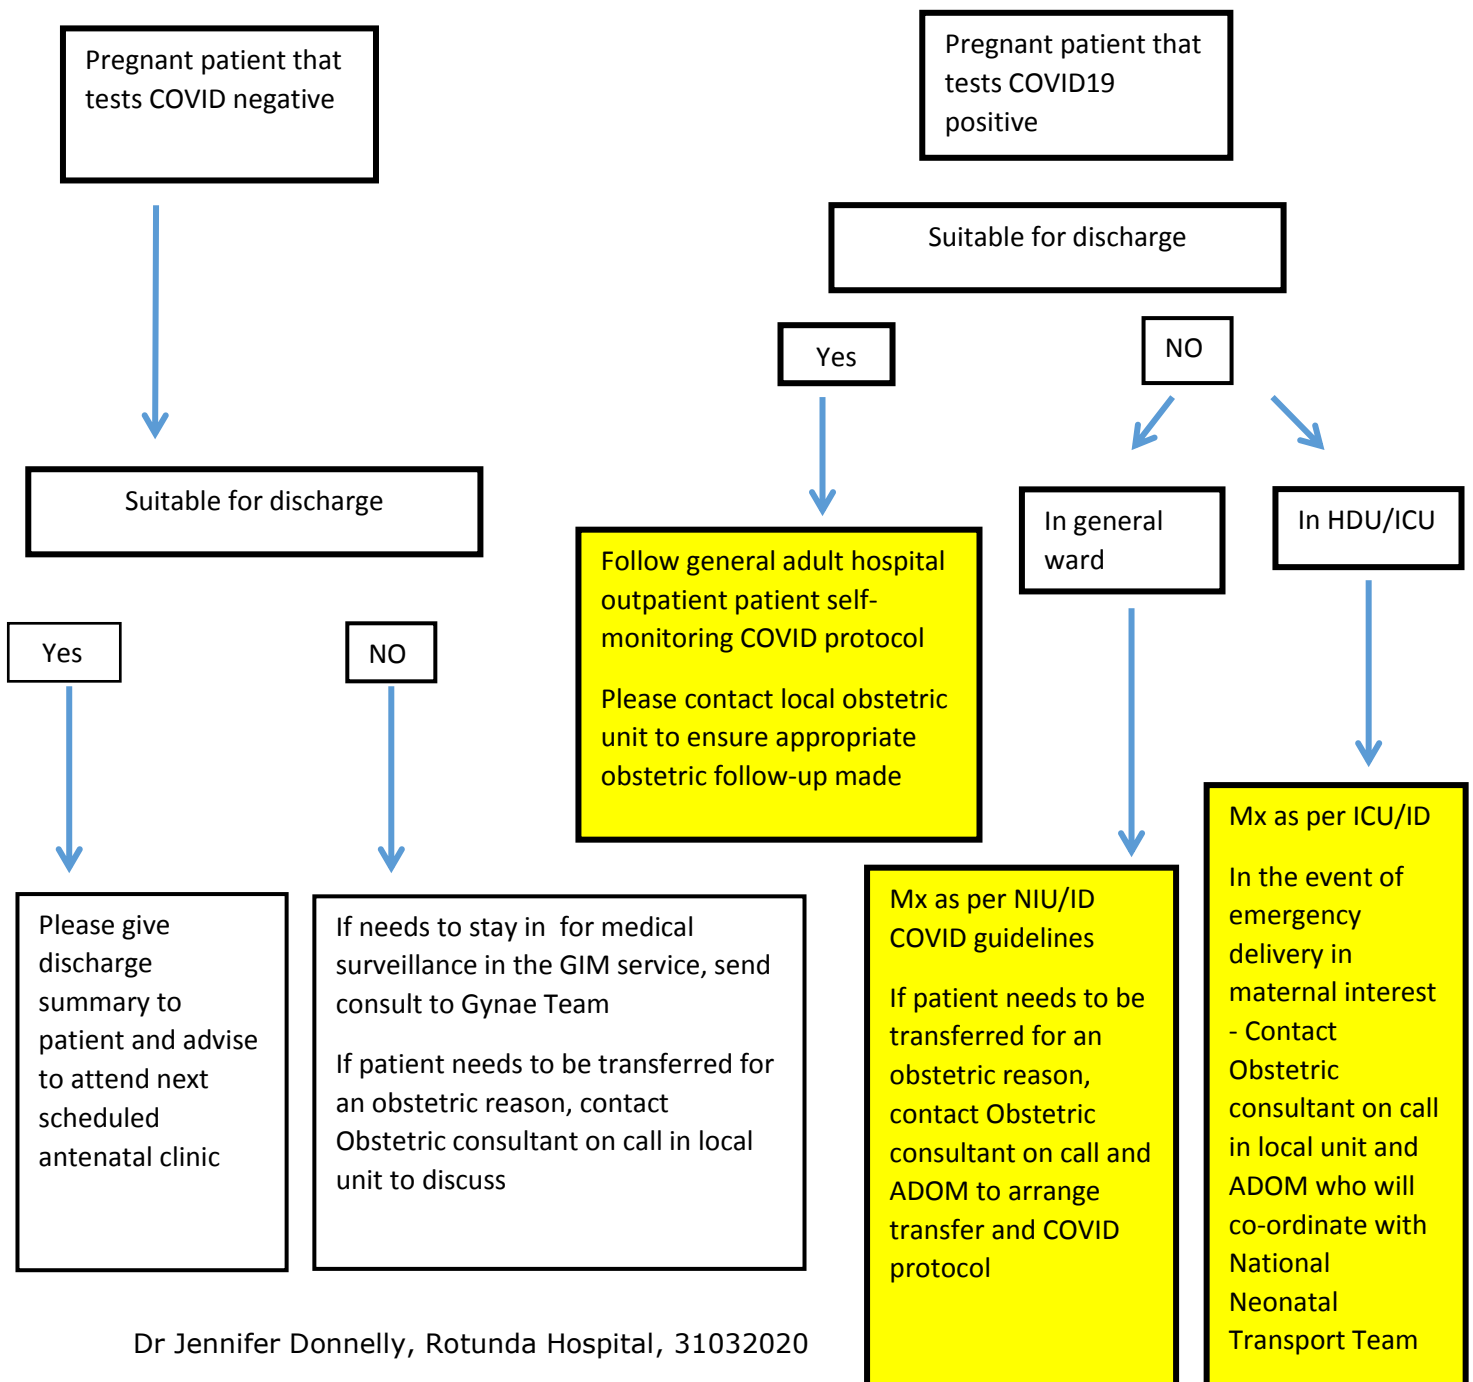 Pregnant patient that
tests COVID negative
Suitable for discharge
Yes
NO
Please give
discharge
summary to
patient and advise
to attend next
scheduled
antenatal clinic
If needs to stay in  for medical
surveillance in the GIM service, send
consult to Gynae Team
If patient needs to be transferred for
an obstetric reason, contact
Obstetric consultant on call in local
unit to discuss
Pregnant patient that
tests COVID19
positive
Suitable for discharge
Yes
NO
Follow general adult hospital
outpatient patient self-
monitoring COVID protocol
Please contact local obstetric
unit to ensure appropriate
obstetric follow-up made
In general
ward
In HDU/ICU
Mx as per NIU/ID
COVID guidelines
If patient needs to be
transferred for an
obstetric reason,
contact Obstetric
consultant on call and
ADOM to arrange
transfer and COVID
protocol
Mx as per ICU/ID
In the event of
emergency
delivery in
maternal interest
- Contact
Obstetric
consultant on call
in local unit and
ADOM who will
co-ordinate with
National
Neonatal
Transport Team
Dr Jennifer Donnelly, Rotunda Hospital, 31032020